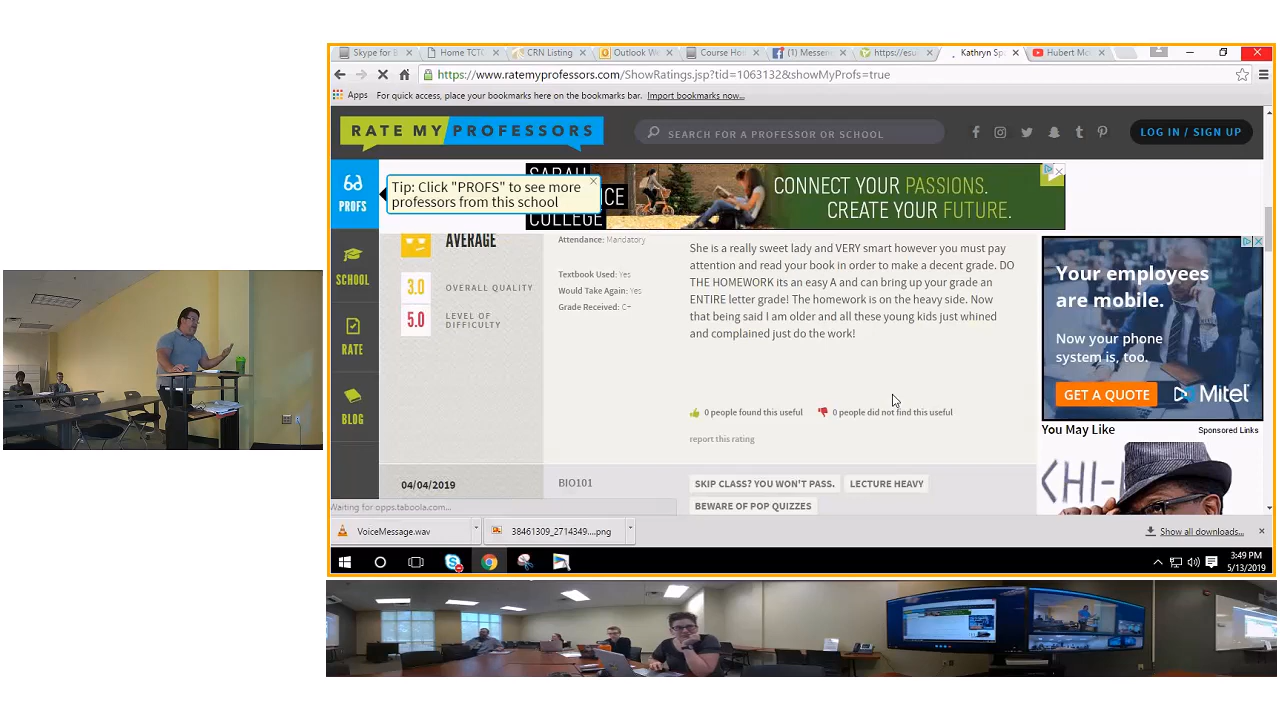 Skype for B
Home TCTC
CRN Listing
Outlook We
Course Ho
(1) Messen
https://esu
Kathryn Sp
Hubert Mc
https://www.ratemyprofessors.com/ShowRatings.jsp?tid=1063132&showMyProfs=true
Apps For quick access, place your bookmarks here on the bookmarks bar. Import bookmarks now...
RATE MY PROFESSORS
SEARCH FOR A PROFESSOR OR SCHOOL
LOG IN / SIGN UP
PROFS
Tip: Click "PROFS" to see more
professors from this school
SARAH
CE
COLLEGE
CONNECT YOUR PASSIONS.
CREATE YOUR FUTURE.
SCHOOL
RATE
BLOG
AVERAGE
3.0 OVERALL QUALITY
5.0 LEVEL OF
DIFFICULTY
Attendance: Mandatory
Textbook Used: Yes
Would Take Again: Yes
Grade Received: C+
She is a really sweet lady and VERY smart however you must pay
attention and read your book in order to make a decent grade. DO
THE HOMEWORK its an easy A and can bring up your grade an
ENTIRE letter grade! The homework is on the heavy side. Now
that being said I am older and all these young kids just whined
and complained just do the work!
0 people found this useful
0 people did not find this useful
report this rating
04/04/2019
BIO101
SKIP CLASS? YOU WON'T PASS.
LECTURE HEAVY
BEWARE OF POP QUIZZES
Your employees
are mobile.
Now your phone
system is, too.
GET A QUOTE
Mitel
You May Like
Sponsored Links
CHI-
Waiting for opps.taboola.com...
VoiceMessage.wav
38461309_2714349....png
Show all downloads...
3:49 PM
5/13/2019